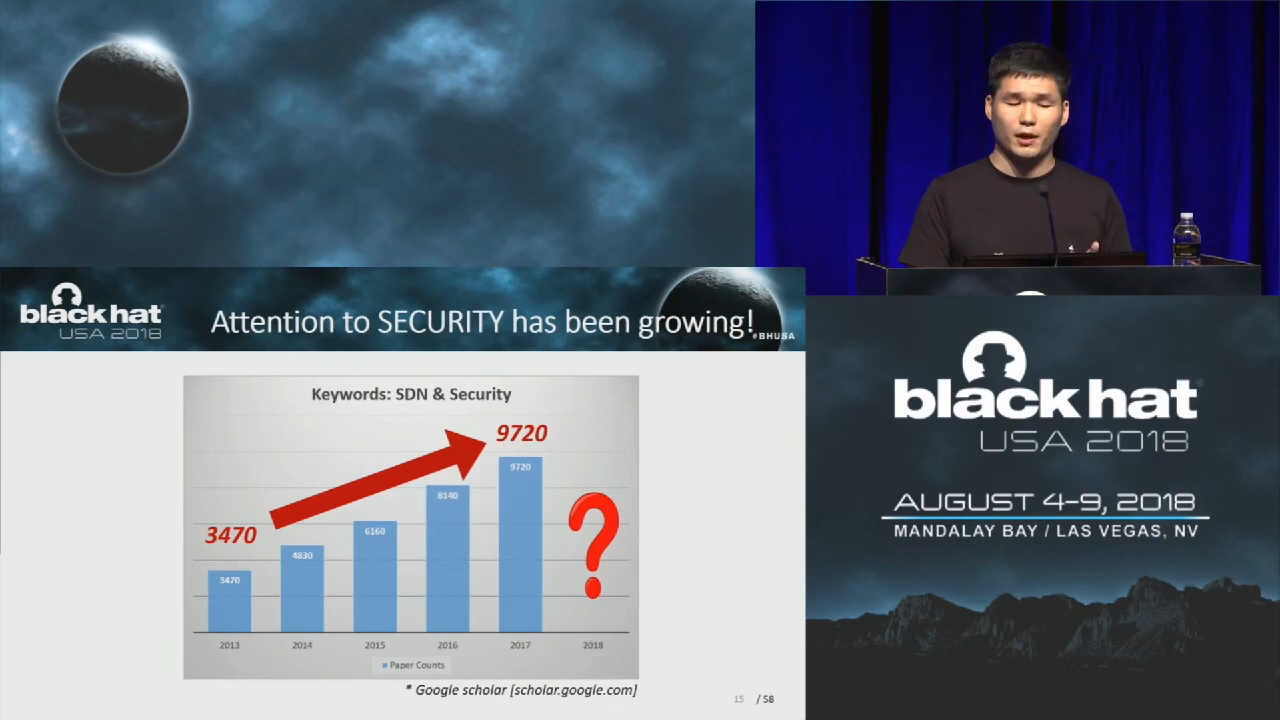 black hat
USA 2018
Attention to SECURITY has been growing!
#BHUSA
Keywords: SDN & Security
9720
9720
8140
3470
6160
4830
3470
2013 2014 2015 2016 2017 2018
Paper Counts
* Google scholar [scholar.google.com]
15 / 58
black hat
USA 2018
AUGUST 4-9, 2018
MANDALAY BAY / LAS VEGAS, NV